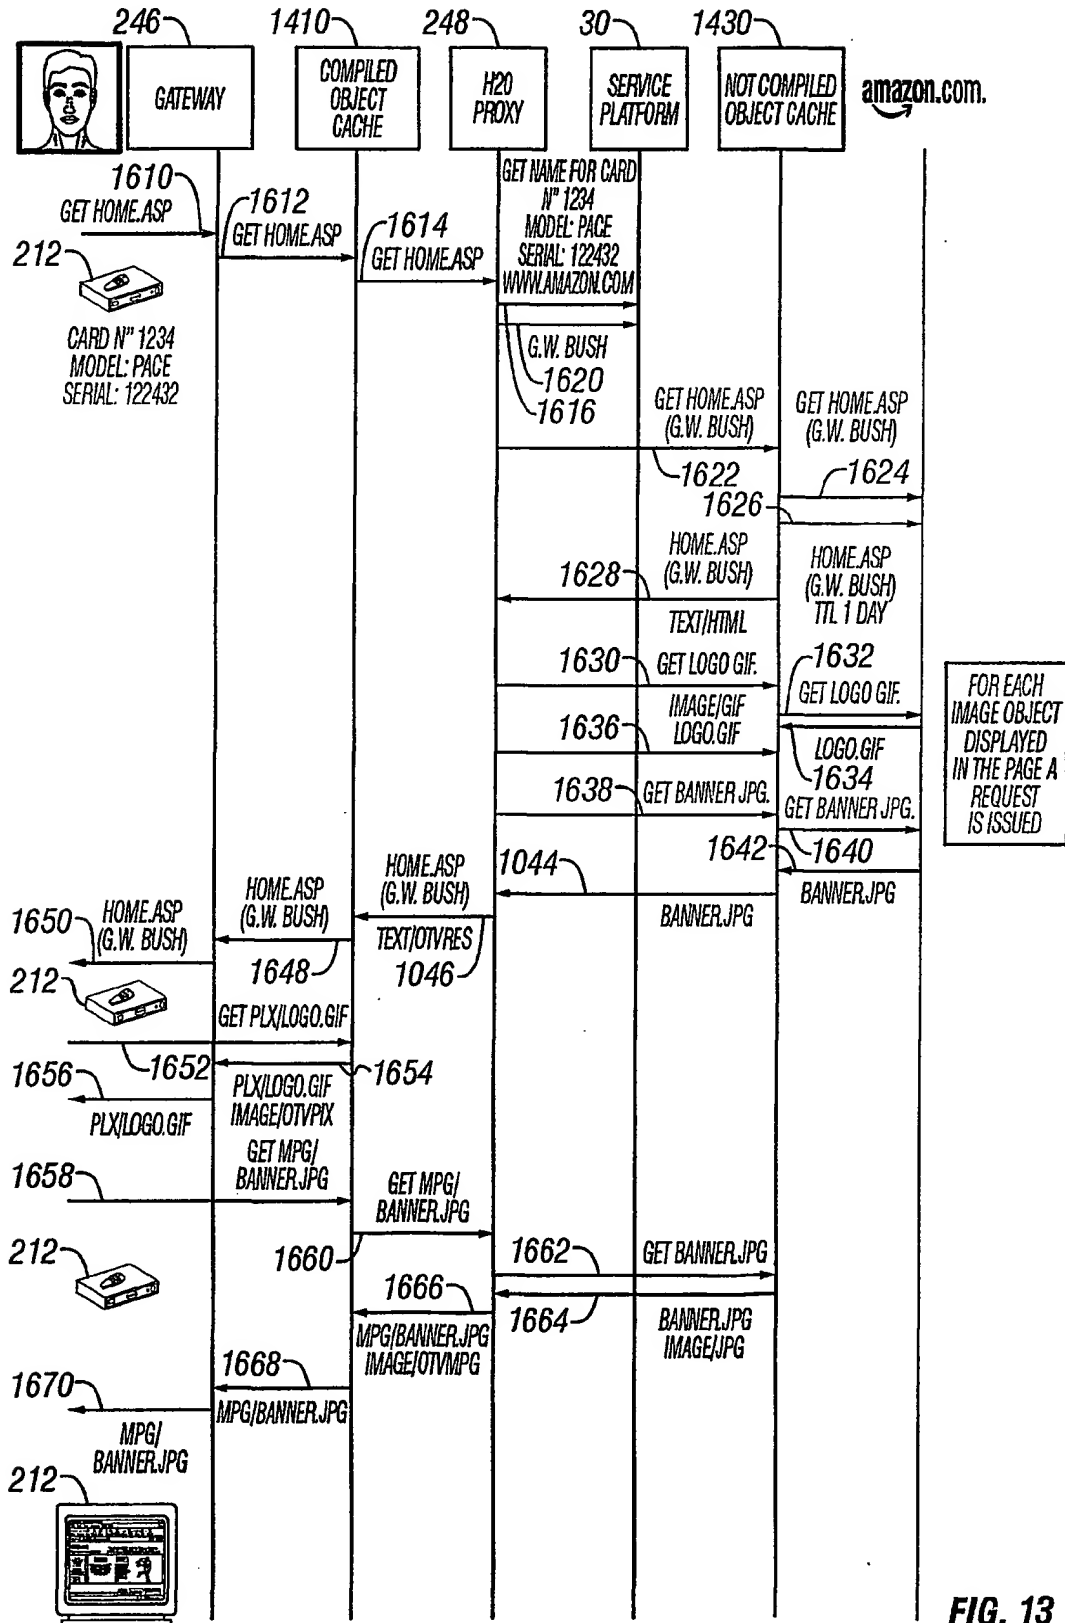 246
1410
248
30
1430
GATEWAY
COMPILED
OBJECT
CACHE
H20
PROXY
SERVICE
PLATFORM
NOT COMPILED
OBJECT CACHE
amazon.com.
1610
GET HOME.ASP
1612
GET HOME.ASP
1614
GET HOME.ASP
GET NAME FOR CARD
N" 1234
MODEL: PACE
SERIAL: 122432
WWW.AMAZON.COM
212
CARD N" 1234
MODEL: PACE
SERIAL: 122432
G.W. BUSH
1620
1616
GET HOME.ASP
(G.W. BUSH)
GET HOME.ASP
(G.W. BUSH)
1622
1624
1626
HOME.ASP
(G.W. BUSH)
1628
HOME.ASP
(G.W. BUSH)
TTL 1 DAY
TEXT/HTML
1630
GET LOGO GIF.
1632
GET LOGO GIF.
IMAGE/GIF
LOGO.GIF
1636
LOGO.GIF
1634
FOR EACH
IMAGE OBJECT
DISPLAYED
IN THE PAGE A
REQUEST
IS ISSUED
1638
GET BANNER JPG.
GET BANNER JPG.
1640
1642
1044
BANNER.JPG
BANNER.JPG
HOME.ASP
(G.W. BUSH)
HOME.ASP
(G.W. BUSH)
TEXT/OTVRES
1046
1650
HOME.ASP
(G.W. BUSH)
1648
212
GET PLX/LOGO.GIF
1652
1654
1656
PLX/LOGO.GIF
IMAGE/OTVPIX
PLX/LOGO.GIF
GET MPG/
BANNER.JPG
1658
GET MPG/
BANNER.JPG
1660
212
1662
GET BANNER.JPG
1666
1664
MPG/BANNER.JPG
IMAGE/OTVMPG
BANNER.JPG
IMAGE/JPG
1668
1670
MPG/BANNER.JPG
MPG/
BANNER.JPG
212
FIG. 13